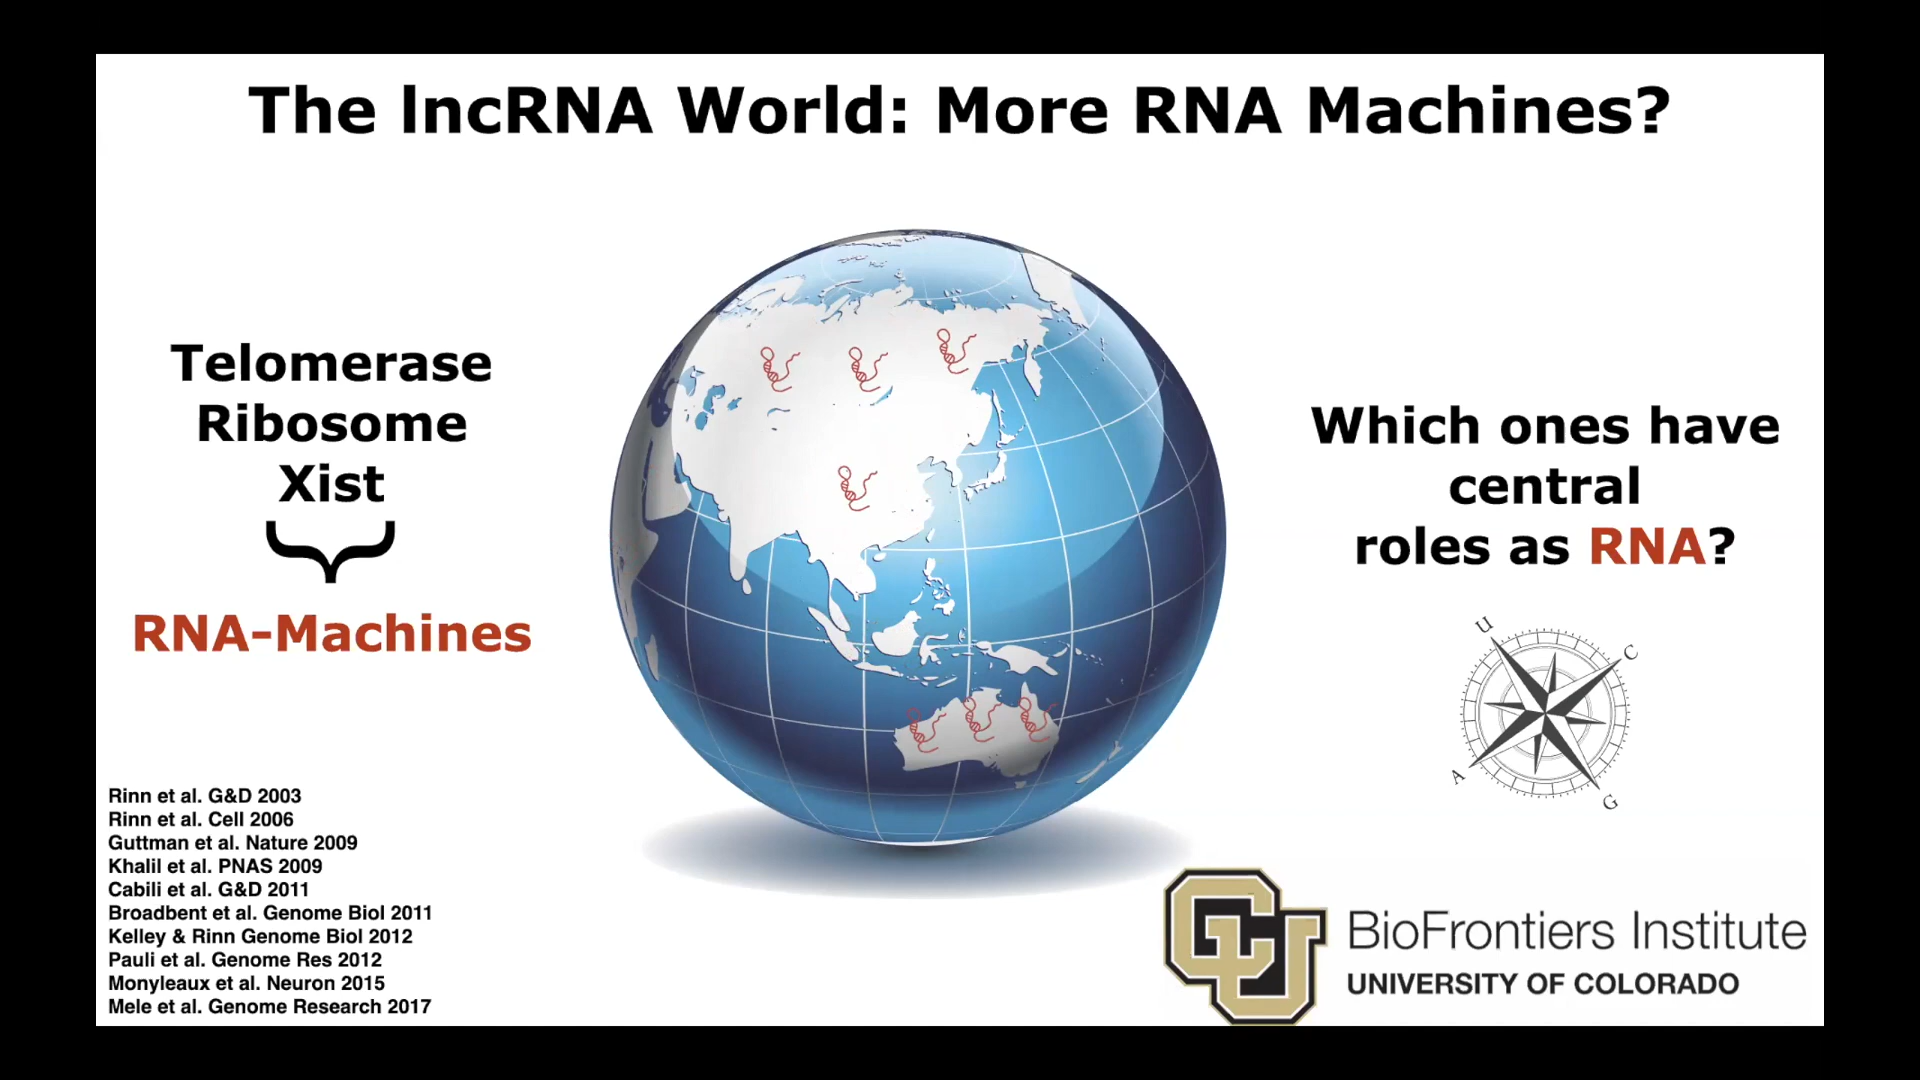 The lncRNA World: More RNA Machines?
Telomerase
Ribosome
Xist
RNA-Machines
Which ones have
central
roles as RNA?
U
C
A
G
Rinn et al. G&D 2003
Rinn et al. Cell 2006
Guttman et al. Nature 2009
Khalil et al. PNAS 2009
Cabili et al. G&D 2011
Broadbent et al. Genome Biol 2011
Kelley & Rinn Genome Biol 2012
Pauli et al. Genome Res 2012
Monyleaux et al. Neuron 2015
Mele et al. Genome Research 2017
CU
BioFrontiers Institute
UNIVERSITY OF COLORADO